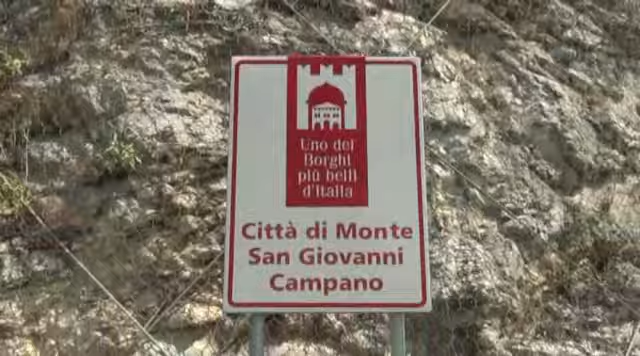 Uno dei
Borghi
più belli
d'Italia
Città di Monte
San Giovanni
Campano